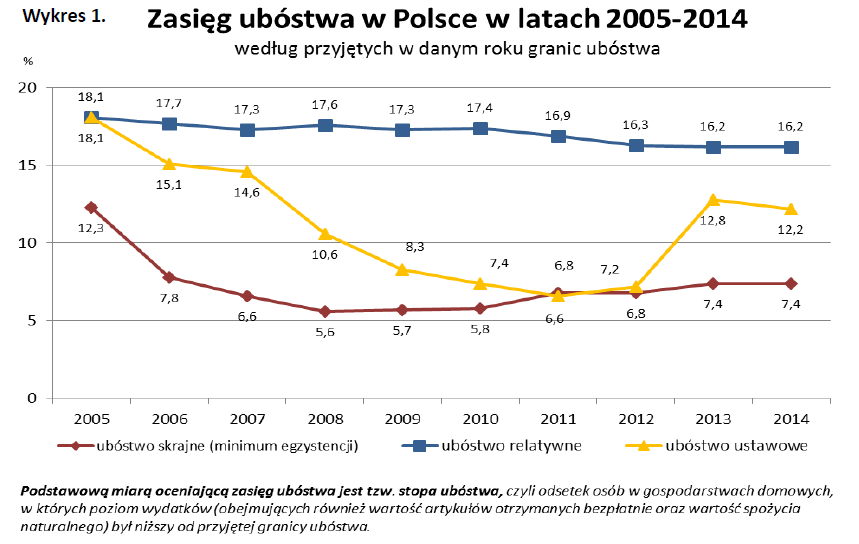 Wykres 1.
Zasięg ubóstwa w Polsce w latach 2005-2014
według przyjętych w danym roku granic ubóstwa
%
20
15
10
5
0
18,1 17,7 17,3 17,6 17,3 17,4 16,9 16,3 16,2 16,2
18,1 15,1 14,6 10,6 8,3 7,4 6,6 7,2 12,8 12,2
12,3 7,8 6,6 5,6 5,7 5,8 6,8 6,8 7,4 7,4
2005 2006 2007 2008 2009 2010 2011 2012 2013 2014
ubóstwo skrajne (minimum egzystencji) ubóstwo relatywne ubóstwo ustawowe
Podstawową miarą oceniającą zasięg ubóstwa jest tzw. stopa ubóstwa, czyli odsetek osób w gospodarstwach domowych,
w których poziom wydatków (obejmujących również wartość artykułów otrzymanych bezpłatnie oraz wartość spożycia
naturalnego) był niższy od przyjętej granicy ubóstwa.